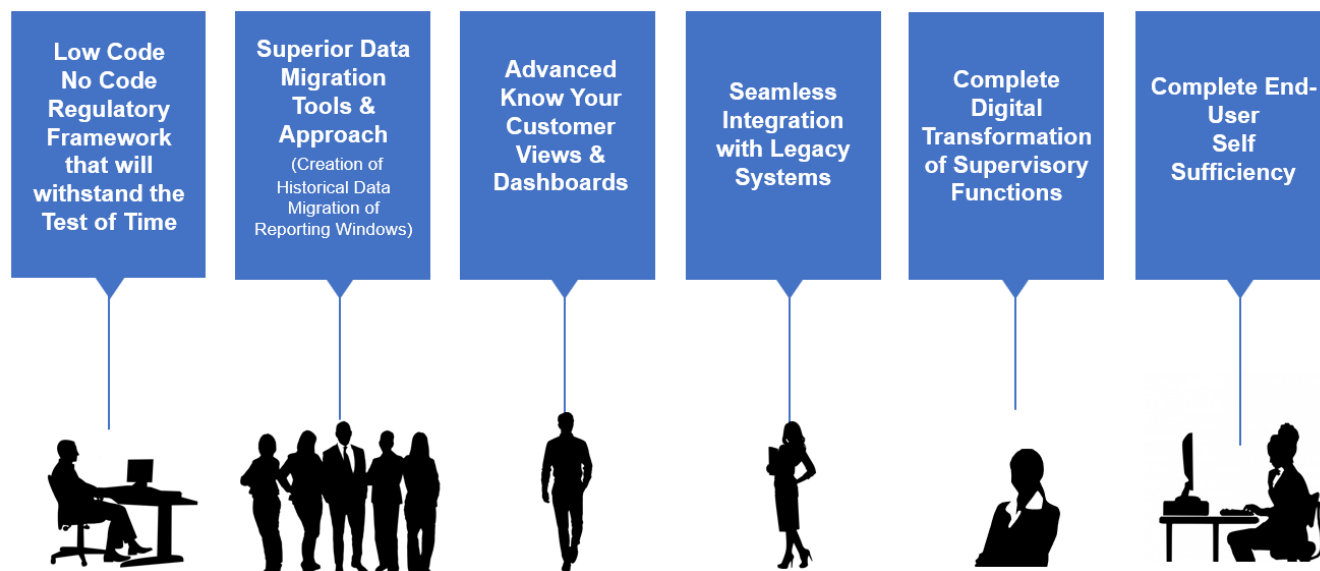 Low Code
No Code
Regulatory
Framework
that will
withstand the
Test of Time
Superior Data
Migration
Tools &
Approach
(Creation of
Historical Data
Migration of
Reporting Windows)
Advanced
Know Your
Customer
Views &
Dashboards
Seamless
Integration
with Legacy
Systems
Complete
Digital
Transformation
of Supervisory
Functions
Complete End-
User
Self
Sufficiency